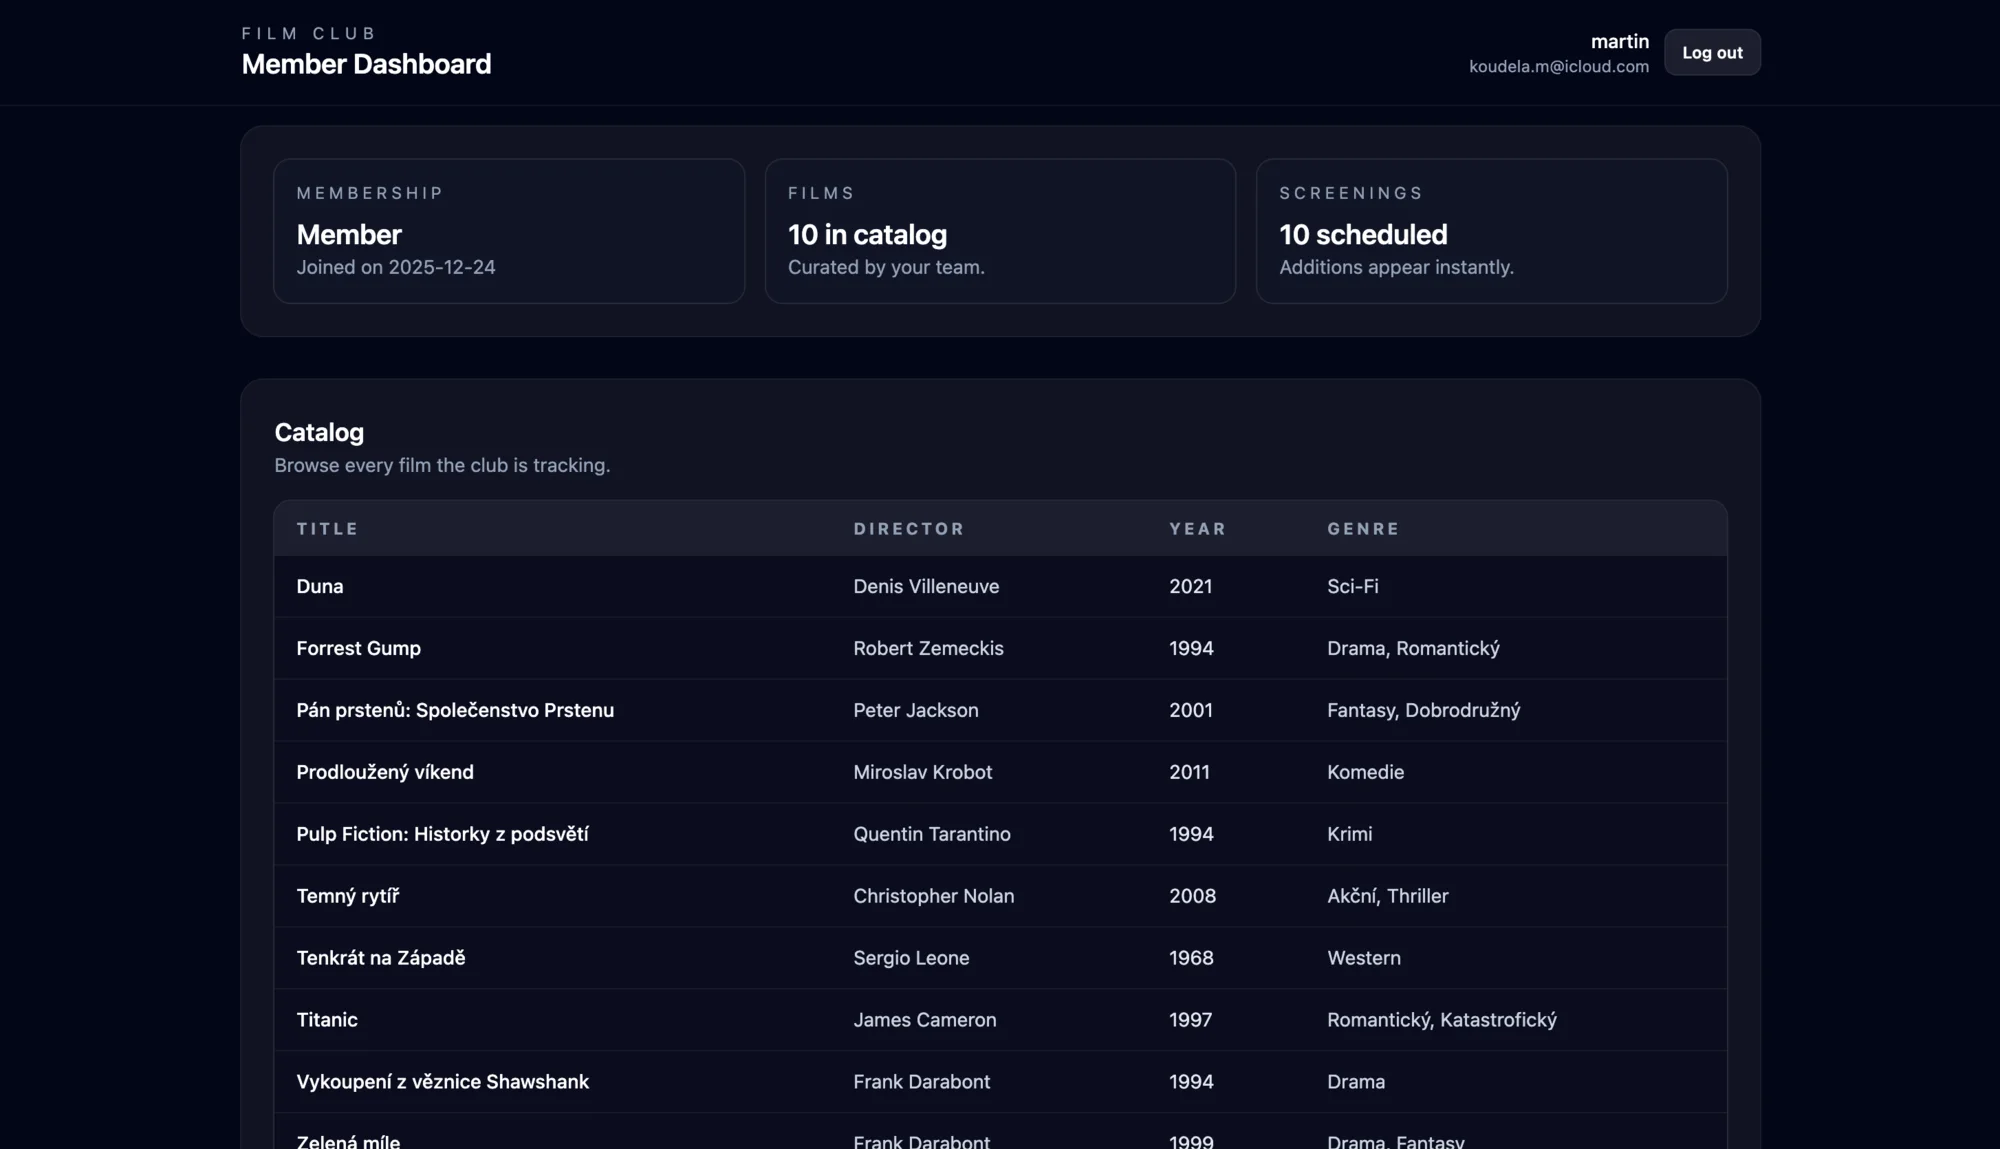 FILM CLUB
Member Dashboard
martin
koudela.m@icloud.com
Log out
MEMBERSHIP
Member
Joined on 2025-12-24
FILMS
10 in catalog
Curated by your team.
SCREENINGS
10 scheduled
Additions appear instantly.
Catalog
Browse every film the club is tracking.
TITLE DIRECTOR YEAR GENRE
Duna Denis Villeneuve 2021 Sci-Fi
Forrest Gump Robert Zemeckis 1994 Drama, Romantický
Pán prstenů: Společenstvo Prstenu Peter Jackson 2001 Fantasy, Dobrodružný
Prodloužený víkend Miroslav Krobot 2011 Komedie
Pulp Fiction: Historky z podsvětí Quentin Tarantino 1994 Krimi
Temný rytíř Christopher Nolan 2008 Akční, Thriller
Tenkrát na Západě Sergio Leone 1968 Western
Titanic James Cameron 1997 Romantický, Katastrofický
Vykoupení z věznice Shawshank Frank Darabont 1994 Drama
Zelená míle Frank Darabont 1999 Drama, Fantasy